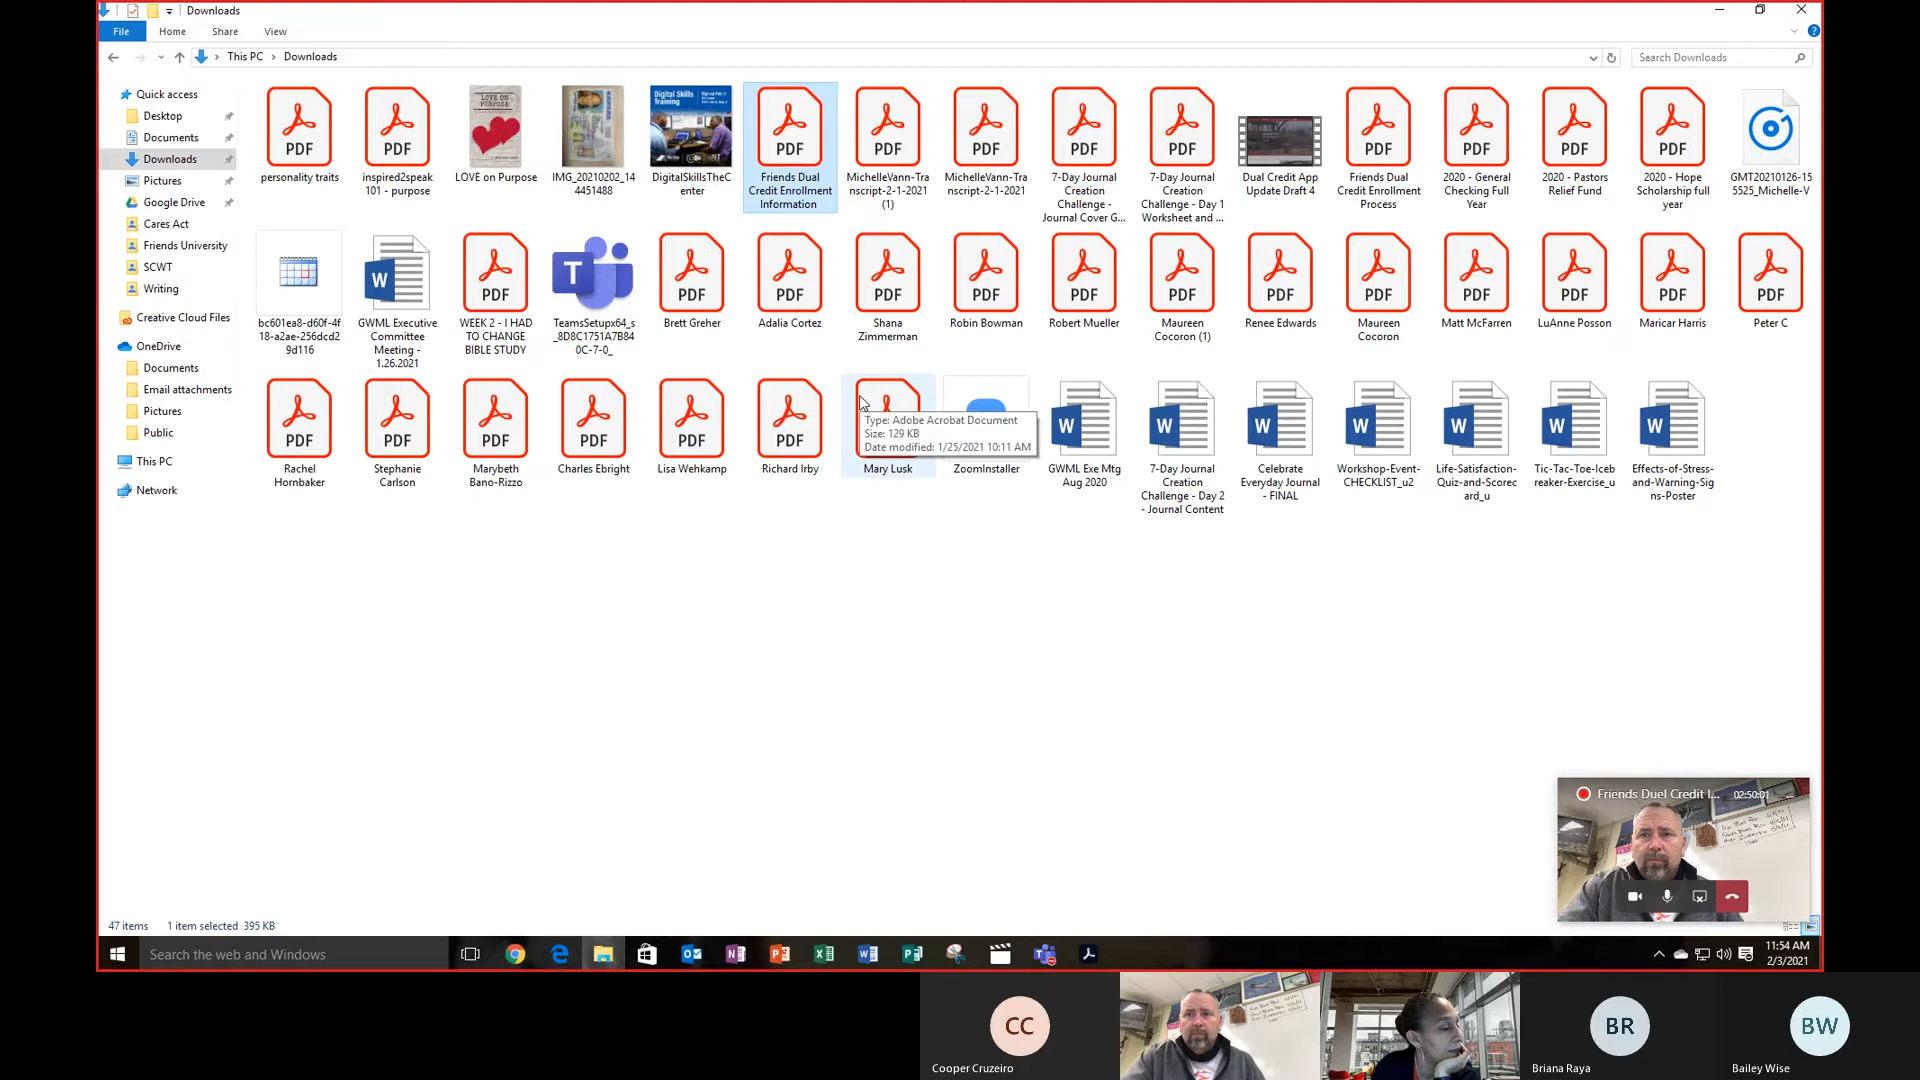 Downloads
File
Home
Share
View
This PC
Downloads
Search Downloads
Quick access
Desktop
Documents
Downloads
Pictures
Google Drive
Cares Act
Friends University
SCWT
Writing
Creative Cloud Files
OneDrive
Documents
Email attachments
Pictures
Public
This PC
Network
PDF
personality traits
PDF
inspired2speak
101 - purpose
LOVE ON
PURPOSE
LOVE on Purpose
IMG_20210202_14
4451488
Digital Skills
Training
DigitalSkillsTheC
enter
PDF
Friends Dual
Credit Enrollment
Information
PDF
MichelleVann-Tra
nscript-2-1-2021
(1)
PDF
MichelleVann-Tra
nscript-2-1-2021
PDF
7-Day Journal
Creation
Challenge -
Journal Cover G...
PDF
7-Day Journal
Creation
Challenge - Day 1
Worksheet and ...
Dual Credit App
Update Draft 4
PDF
Friends Dual
Credit Enrollment
Process
PDF
2020 - General
Checking Full
Year
PDF
2020 - Pastors
Relief Fund
PDF
2020 - Hope
Scholarship full
year
GMT20210126-15
5525_Michelle-V
bc601ea8-d60f-4f
18-a2ae-256dcd2
9d116
W
GWML Executive
Committee
Meeting -
1.26.2021
PDF
WEEK 2 - I HAD
TO CHANGE
BIBLE STUDY
T
TeamsSetupx64_s
_8D8C1751A7B84
0C-7-0_
PDF
Brett Greher
PDF
Adalia Cortez
PDF
Shana
Zimmerman
PDF
Robin Bowman
PDF
Robert Mueller
PDF
Maureen
Cocoron (1)
PDF
Renee Edwards
PDF
Maureen
Cocoron
PDF
Matt McFarren
PDF
LuAnne Posson
PDF
Maricar Harris
PDF
Peter C
PDF
Rachel
Hornbaker
PDF
Stephanie
Carlson
PDF
Marybeth
Bano-Rizzo
PDF
Charles Ebright
PDF
Lisa Wehkamp
PDF
Richard Irby
Mary Lusk
Type: Adobe Acrobat Document
Size: 129 KB
Date modified: 1/25/2021 10:11 AM
ZoomInstaller
W
GWML Exe Mtg
Aug 2020
W
7-Day Journal
Creation
Challenge - Day 2
- Journal Content
W
Celebrate
Everyday Journal
- FINAL
W
Workshop-Event-
CHECKLIST_u2
W
Life-Satisfaction-
Quiz-and-Scorec
ard_u
W
Tic-Tac-Toe-Iceb
reaker-Exercise_u
W
Effects-of-Stress-
and-Warning-Sig
ns-Poster
Friends Duel Credit I...
02:50:01
47 items
1 item selected 395 KB
Search the web and Windows
11:54 AM
2/3/2021
CC
Cooper Cruzeiro
BR
Briana Raya
BW
Bailey Wise